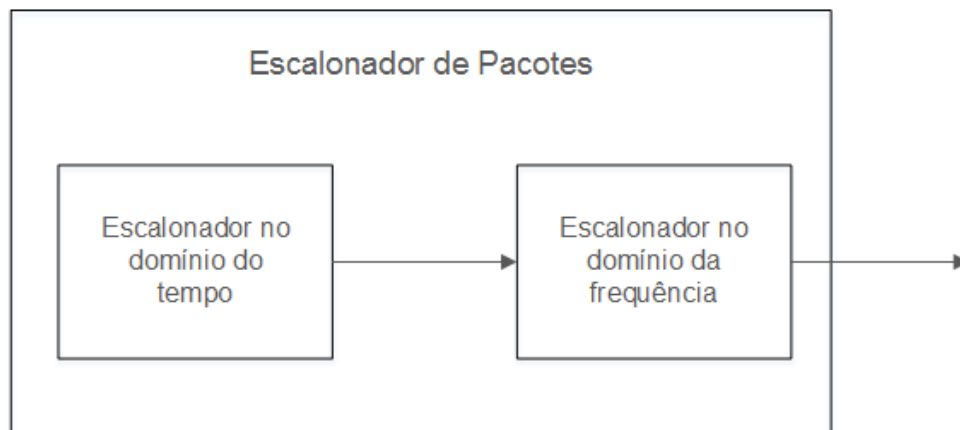 Escalonador de Pacotes
Escalonador no
domínio do
tempo
Escalonador no
domínio da
frequência